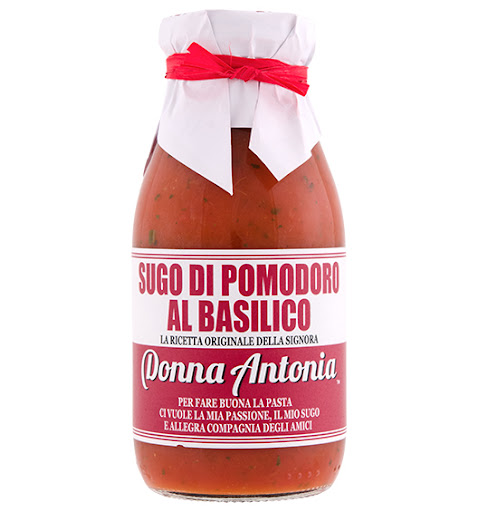 SUGO DI POMODORO
AL BASILICO
LA RICETTA ORIGINALE DELLA SIGNORA
Donna Antonia™
PER FARE BUONA LA PASTA
CI VUOLE LA MIA PASSIONE, IL MIO SUGO
E ALLEGRA COMPAGNIA DEGLI AMICI